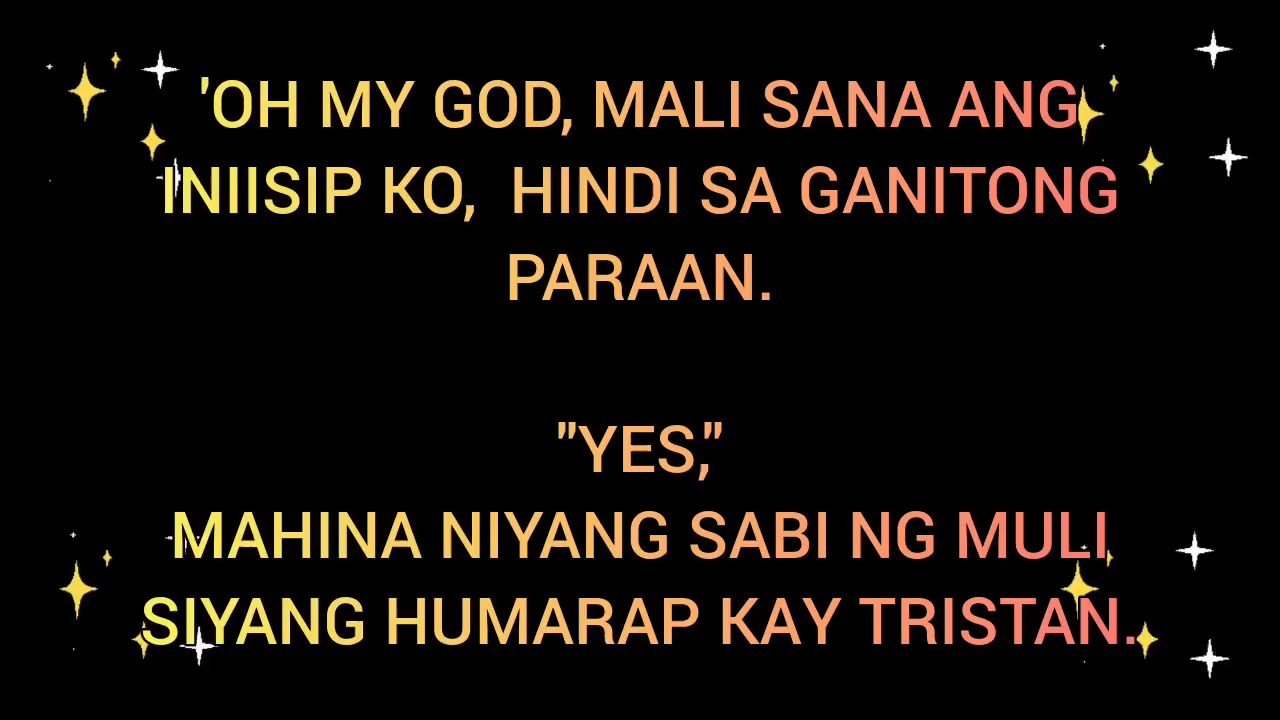 'OH MY GOD, MALI SANA ANG
INIISIP KO,  HINDI SA GANITONG
PARAAN.
"YES,"
MAHINA NIYANG SABI NG MULI
SIYANG HUMARAP KAY TRISTAN.